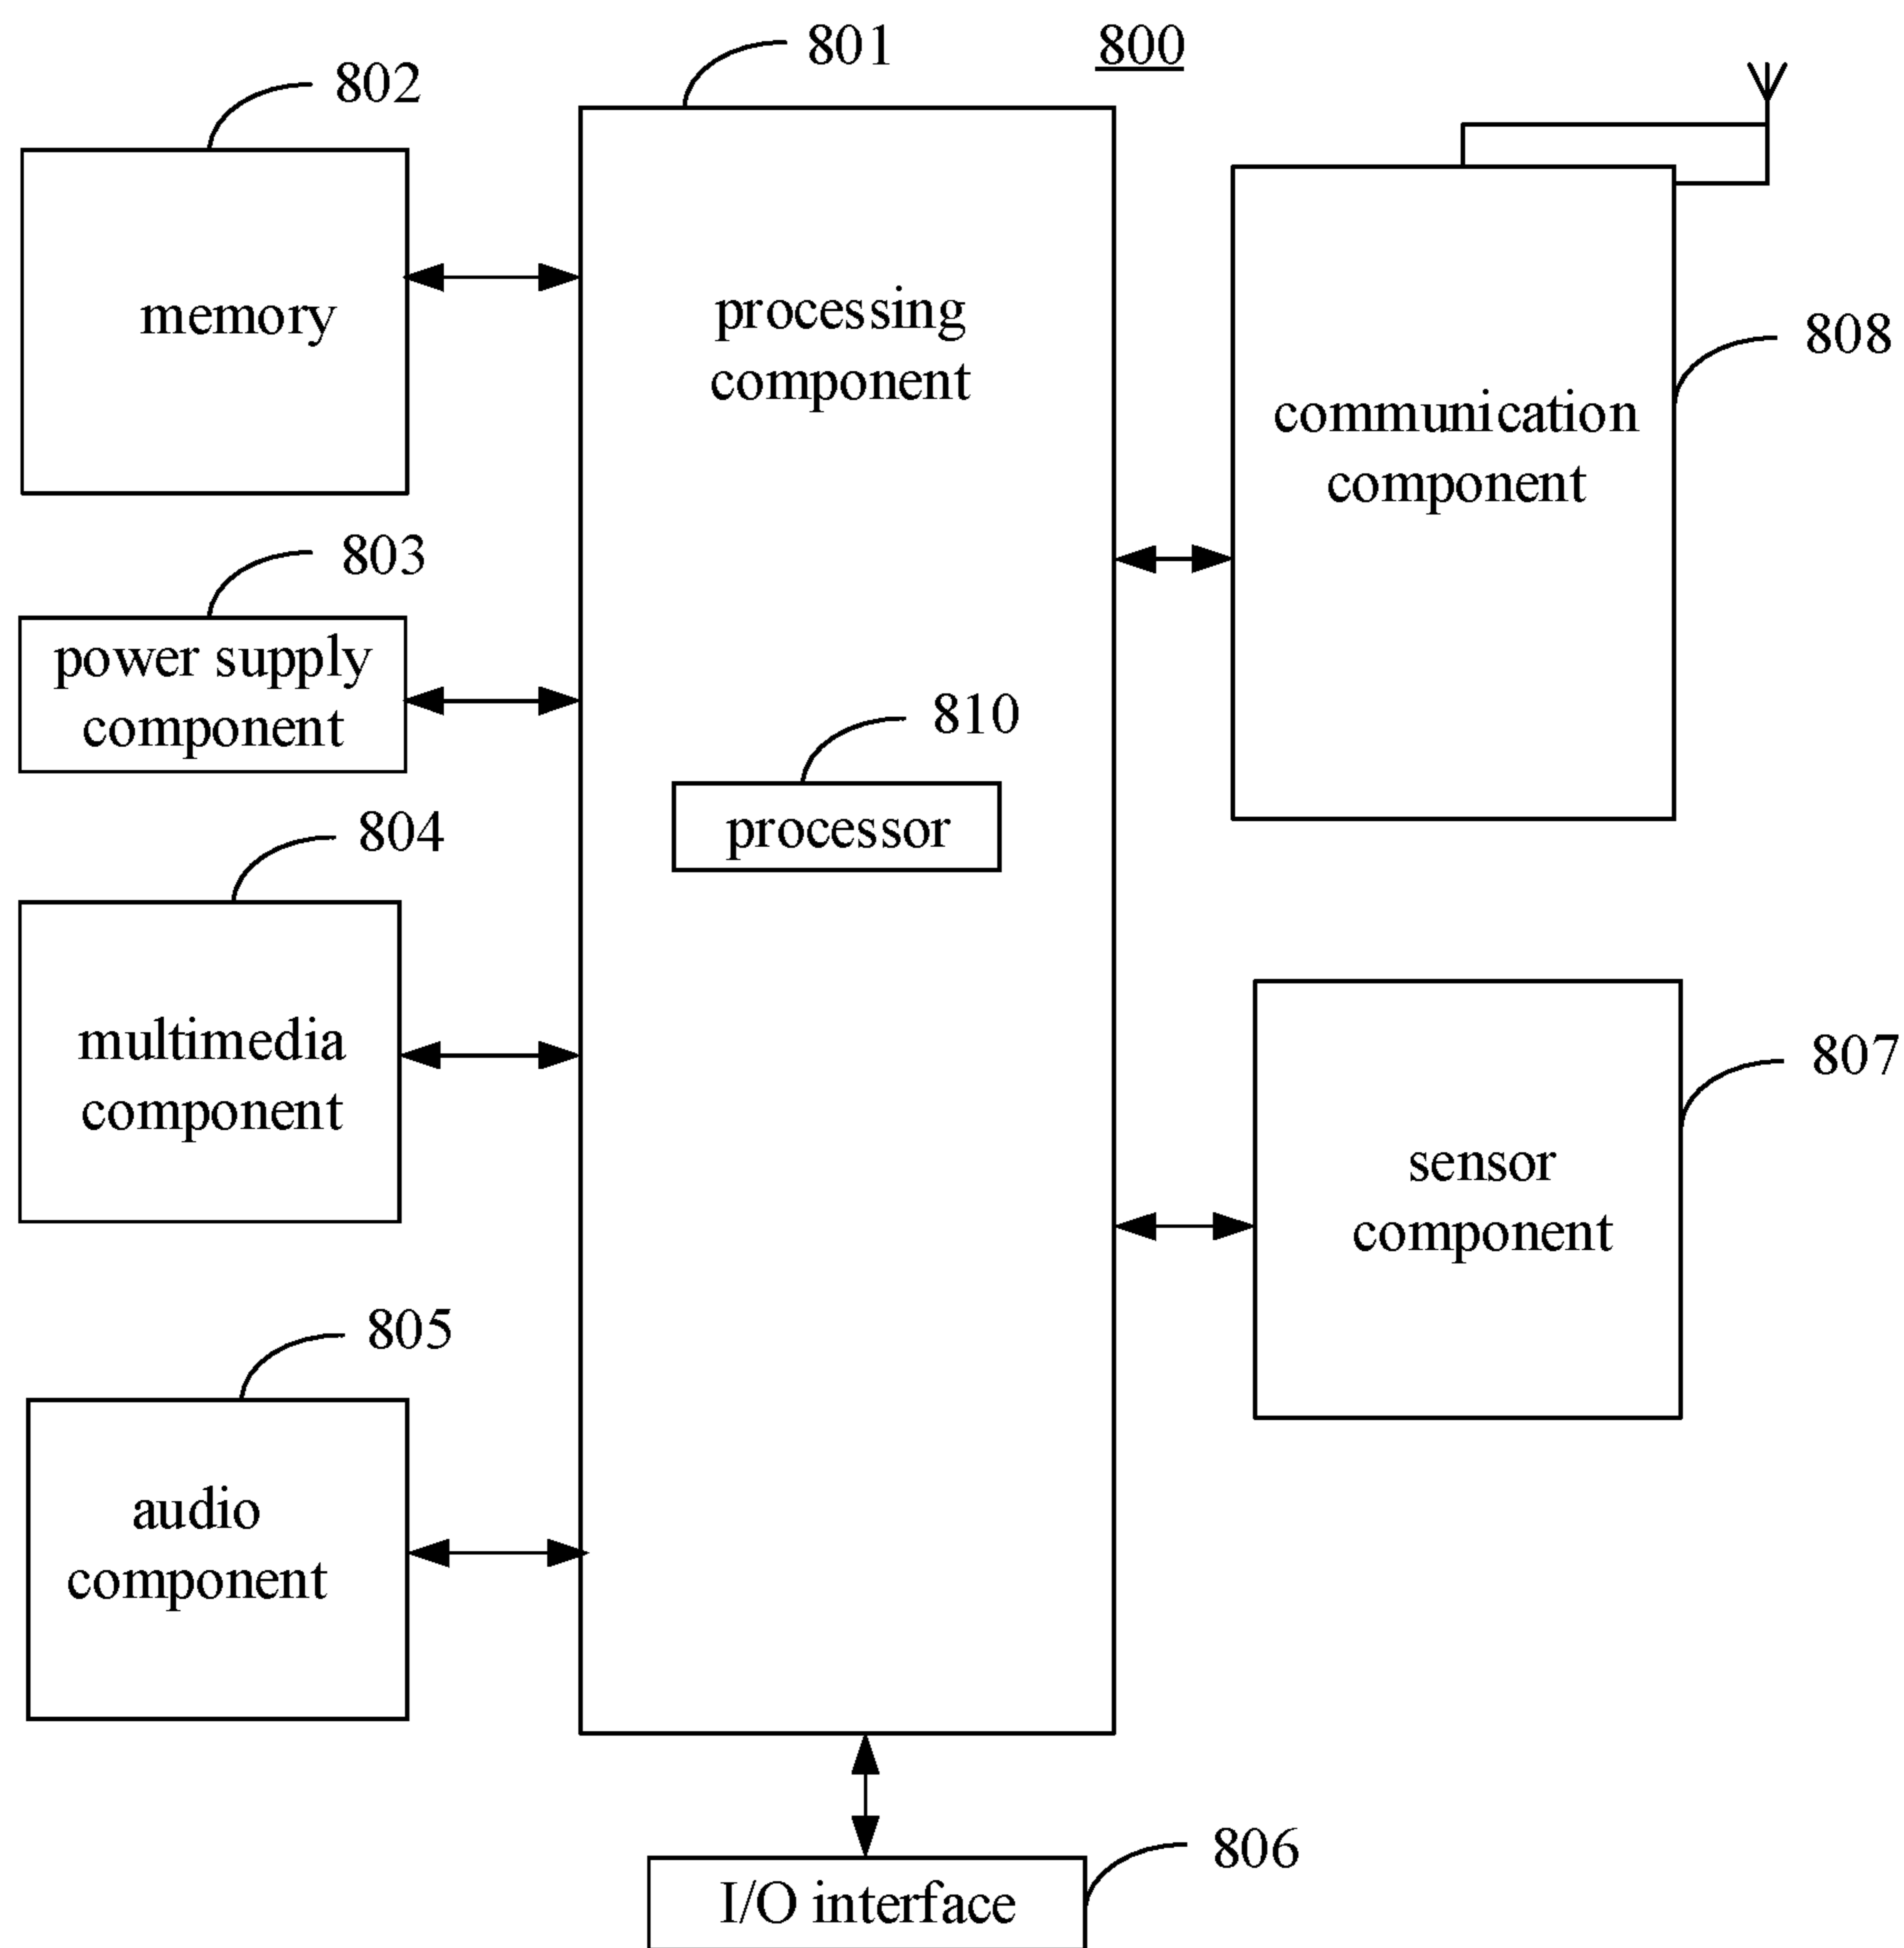 801
800
802
memory
processing
component
808
communication
component
803
power supply
component
810
processor
804
multimedia
component
807
sensor
component
805
audio
component
806
I/O interface